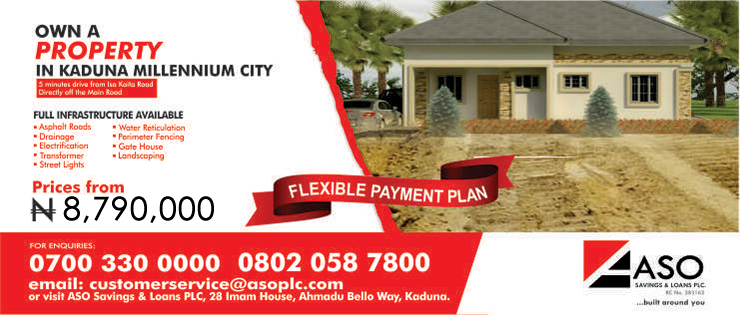 OWN A
PROPERTY
IN KADUNA MILLENNIUM CITY
5 minutes drive from Isa Kaita Road
Directly off the Main Road
FULL INFRASTRUCTURE AVAILABLE
Asphalt Roads
Drainage
Electrification
Transformer
Street Lights
Water Reticulation
Perimeter Fencing
Gate House
Landscaping
Prices from
₦ 8,790,000
FLEXIBLE PAYMENT PLAN
FOR ENQUIRIES:
0700 330 0000 0802 058 7800
email: customerservice@asoplc.com
or visit ASO Savings & Loans PLC, 28 Imam House, Ahmadu Bello Way, Kaduna.
ASO
SAVINGS & LOANS PLC.
RC No. 283162
...built around you